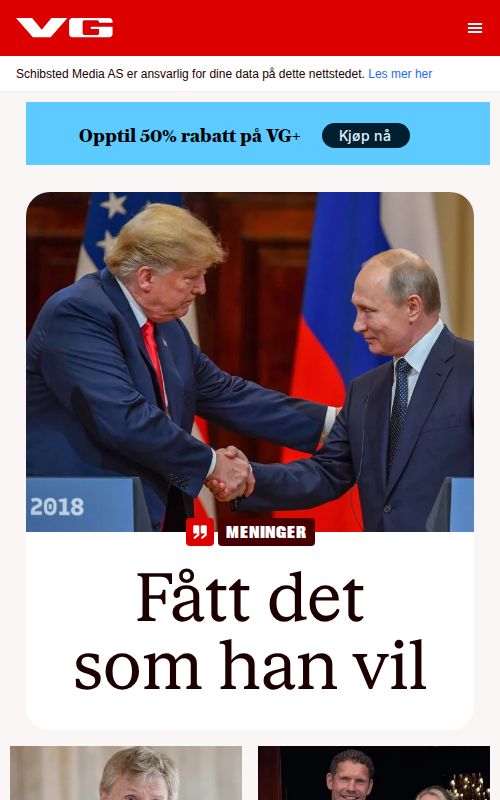 VG
Schibsted Media AS er ansvarlig for dine data på dette nettstedet. Les mer her
Opptil 50% rabatt på VG+ Kjøp nå
2018
MENINGER
Fått det
som han vil